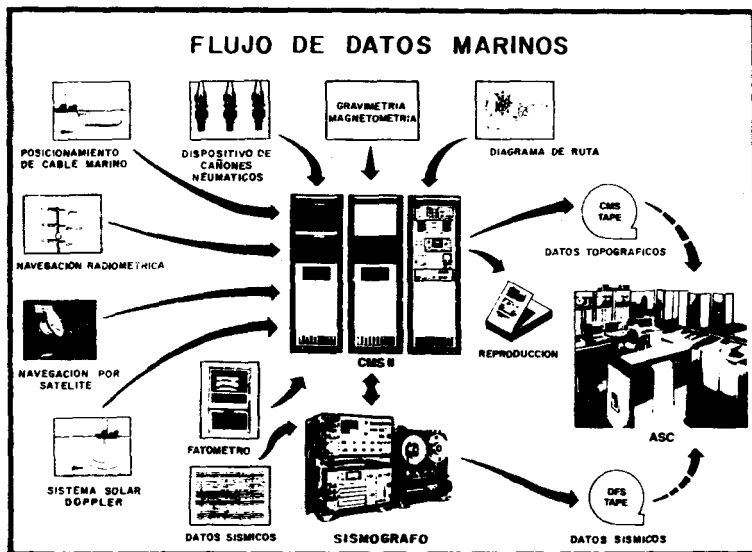 FLUJO DE DATOS MARINOS
POSICIONAMIENTO
DE CABLE MARINO
DISPOSITIVO DE
CAÑONES
NEUMATICOS
GRAVIMETRIA
MAGNETOMETRIA
DIAGRAMA DE RUTA
NAVEGACION RADIOMETRICA
CMS
TAPE
DATOS TOPOGRAFICOS
NAVEGACION POR
SATELITE
CMS II
REPRODUCCION
ASC
FATOMETRO
SISTEMA SOLAR
DOPPLER
DATOS SISMICOS
SISMOGRAFO
DFS
TAPE
DATOS SISMICOS